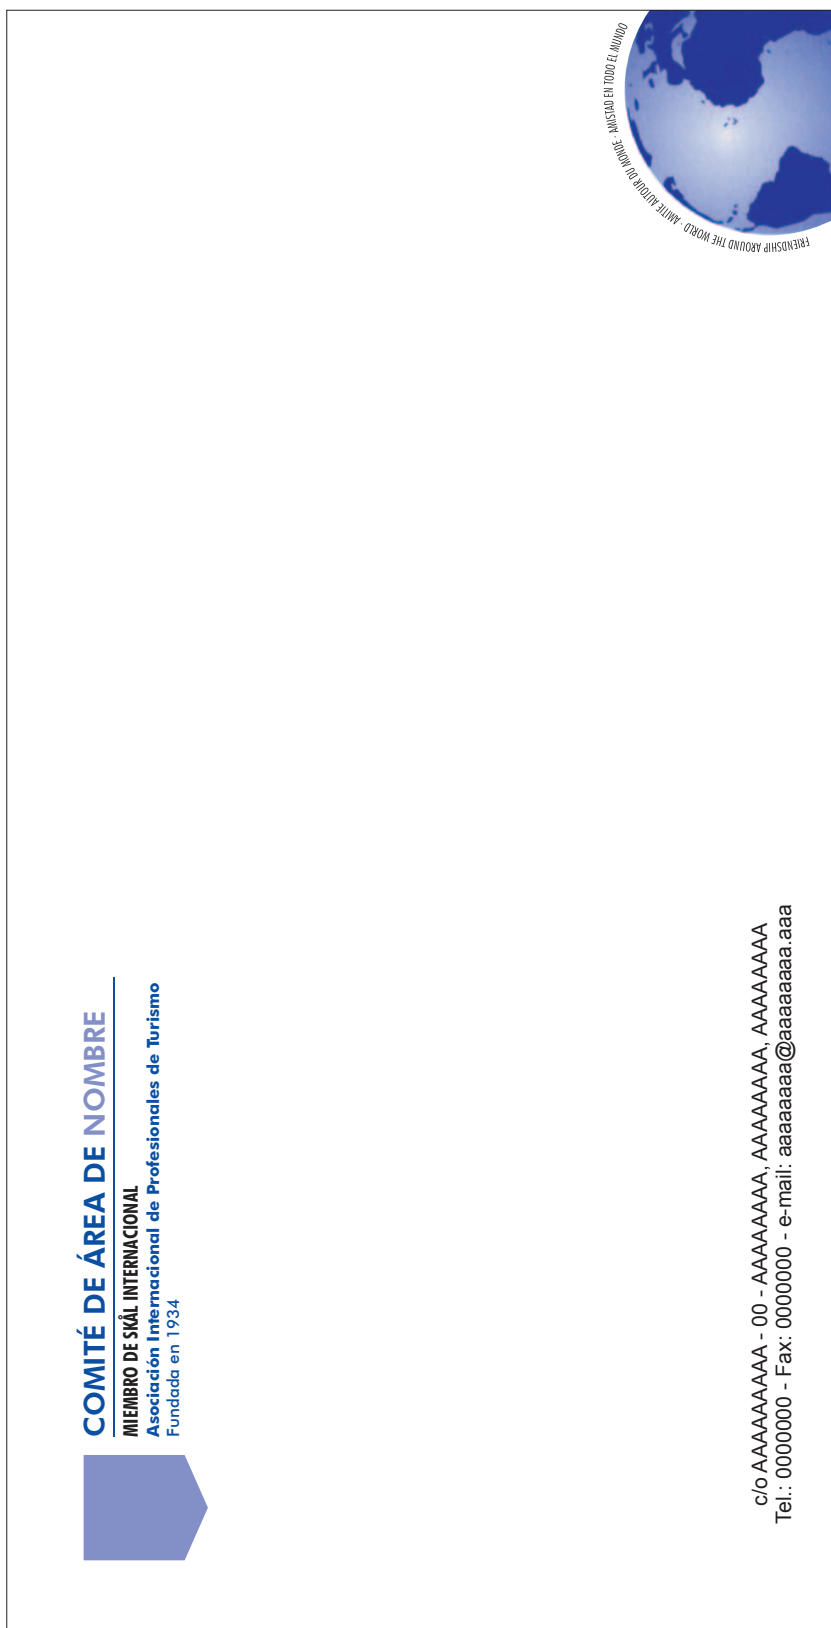 COMITÉ DE ÁREA DE NOMBRE
MIEMBRO DE SKÅL INTERNACIONAL
Asociación Internacional de Profesionales de Turismo
Fundada en 1934
FRIENDSHIP AROUND THE WORLD · AMITIE AUTOUR DU MONDE · AMISTAD EN TODO EL MUNDO
c/o AAAAAAAAA - 00 - AAAAAAAA, AAAAAAAA, AAAAAAAA
Tel.: 0000000 - Fax: 0000000 - e-mail: aaaaaaaaa@aaaaaaaaa.aaa